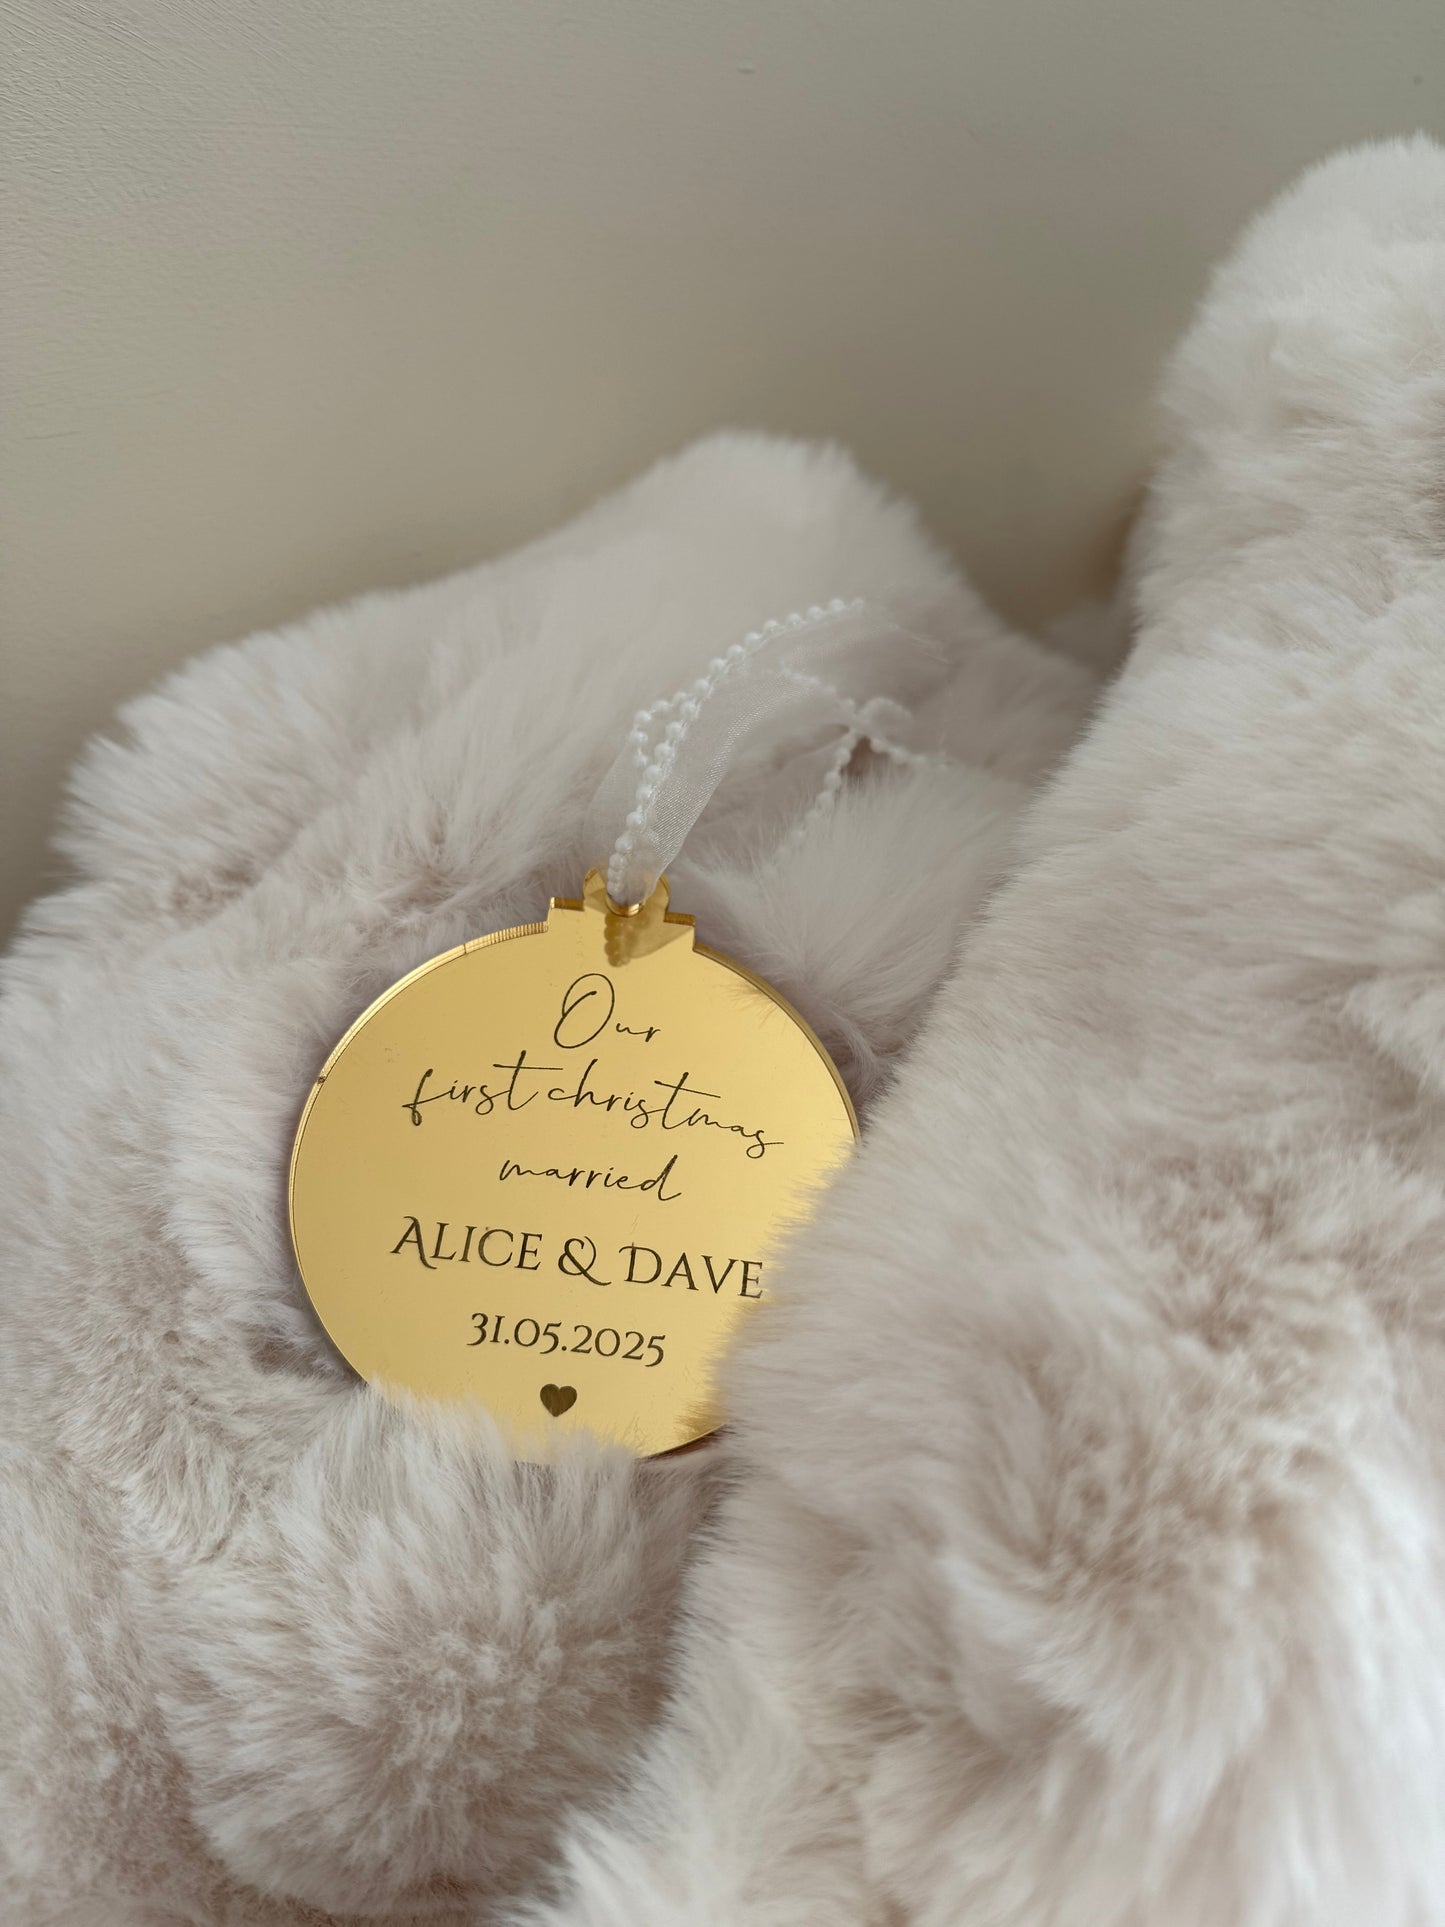 Our
first christmas
married
ALICE & DAVE
31.05.2025